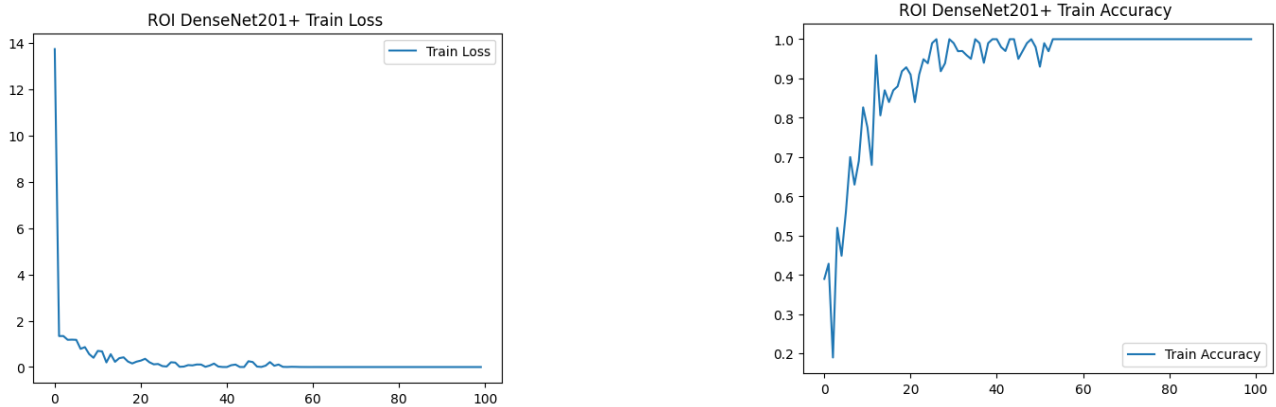 ROI DenseNet201+ Train Loss
14
12
10
8
6
4
2
0
0 20 40 60 80 100
Train Loss
ROI DenseNet201+ Train Accuracy
1.0
0.9
0.8
0.7
0.6
0.5
0.4
0.3
0.2
0 20 40 60 80 100
Train Accuracy